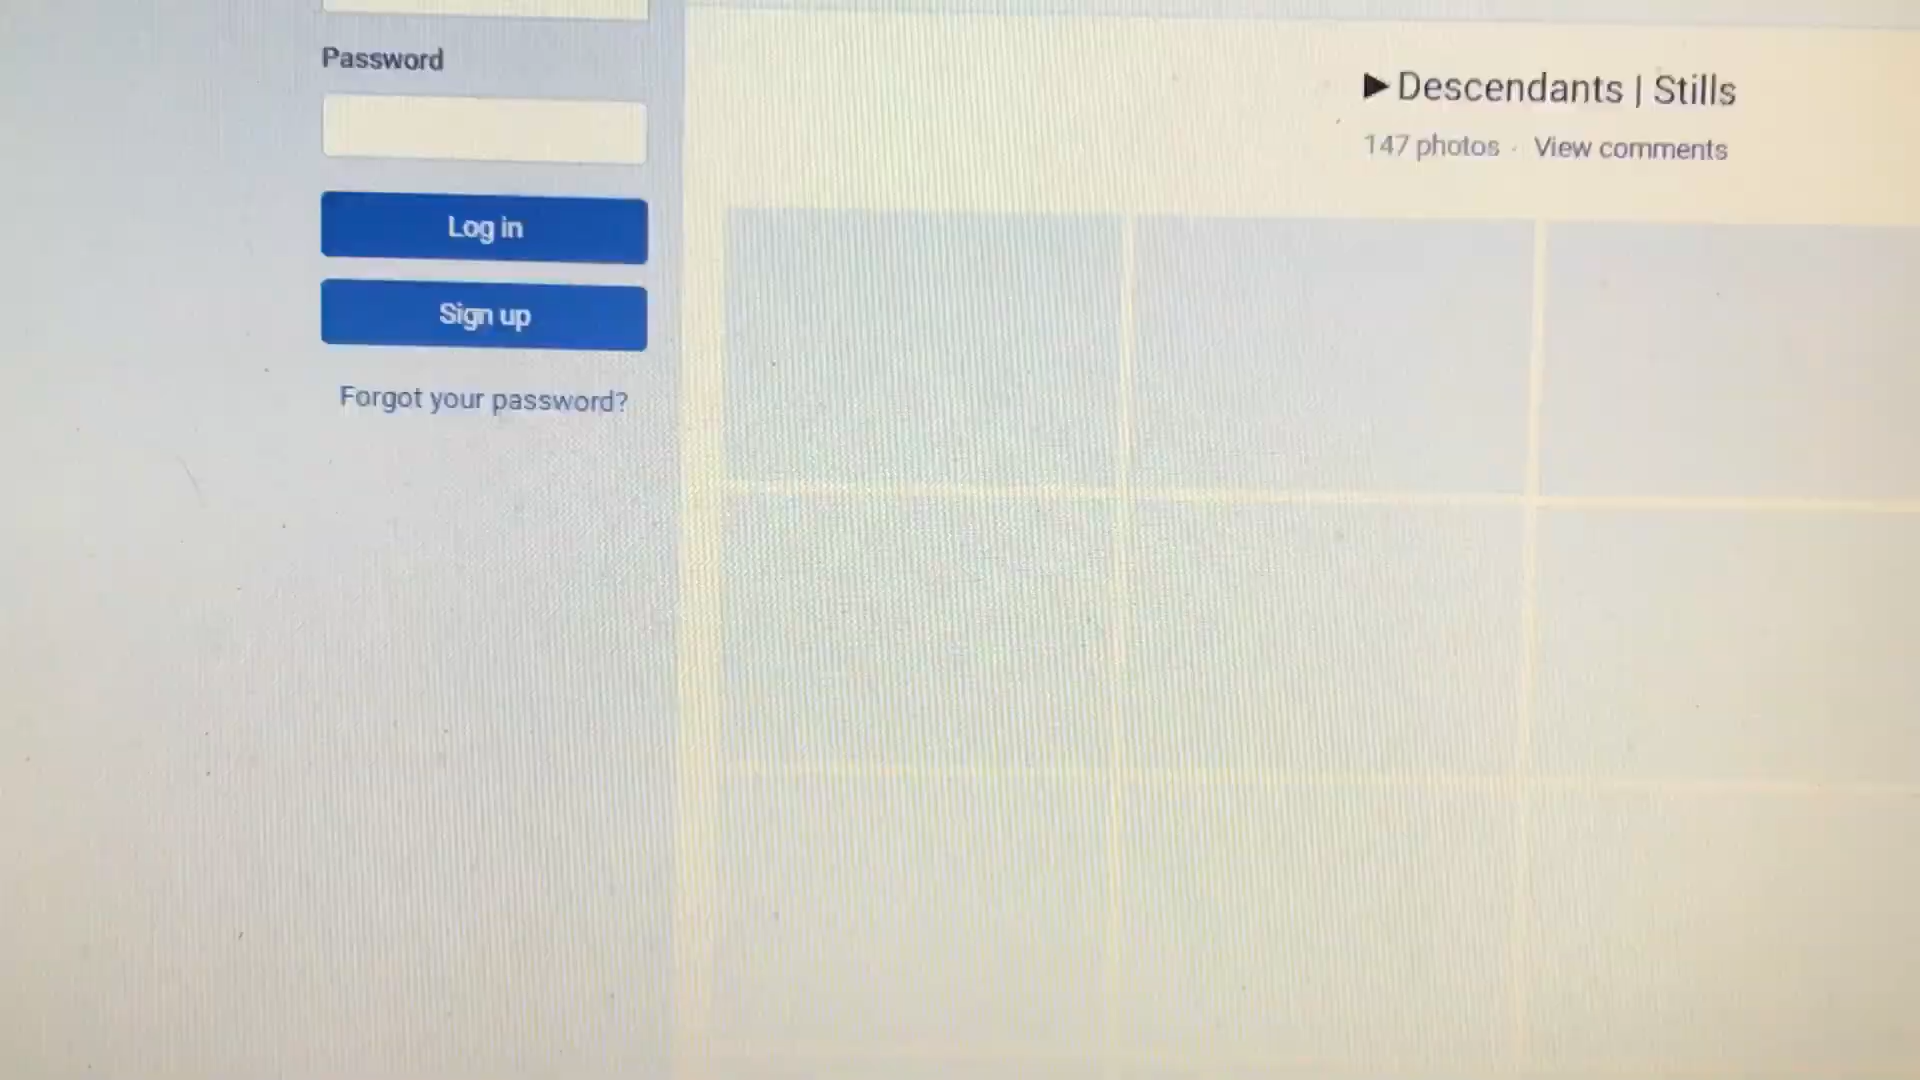 Password
Log in
Sign up
Forgot your password?
▶ Descendants | Stills
147 photos · View comments